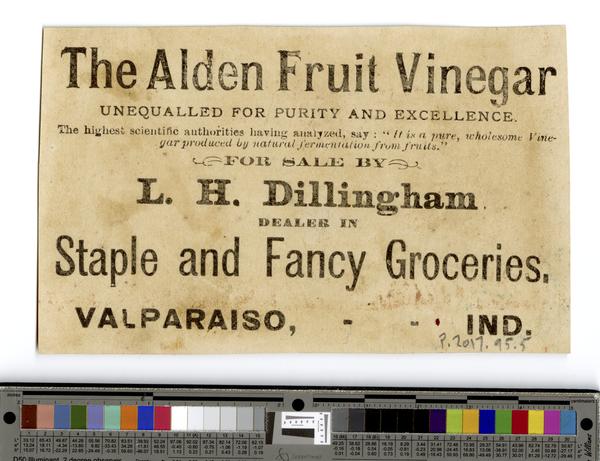 The Alden Fruit Vinegar
UNEQUALLED FOR PURITY AND EXCELLENCE.
The highest scientific authorities having analyzed, say: "It is a pure, wholesome Vine-
gar produced by natural fermentation from fruits."
FOR SALE BY
L. H. Dillingham
DEALER IN
Staple and Fancy Groceries.
VALPARAISO, - - IND.
P.2017.95.5